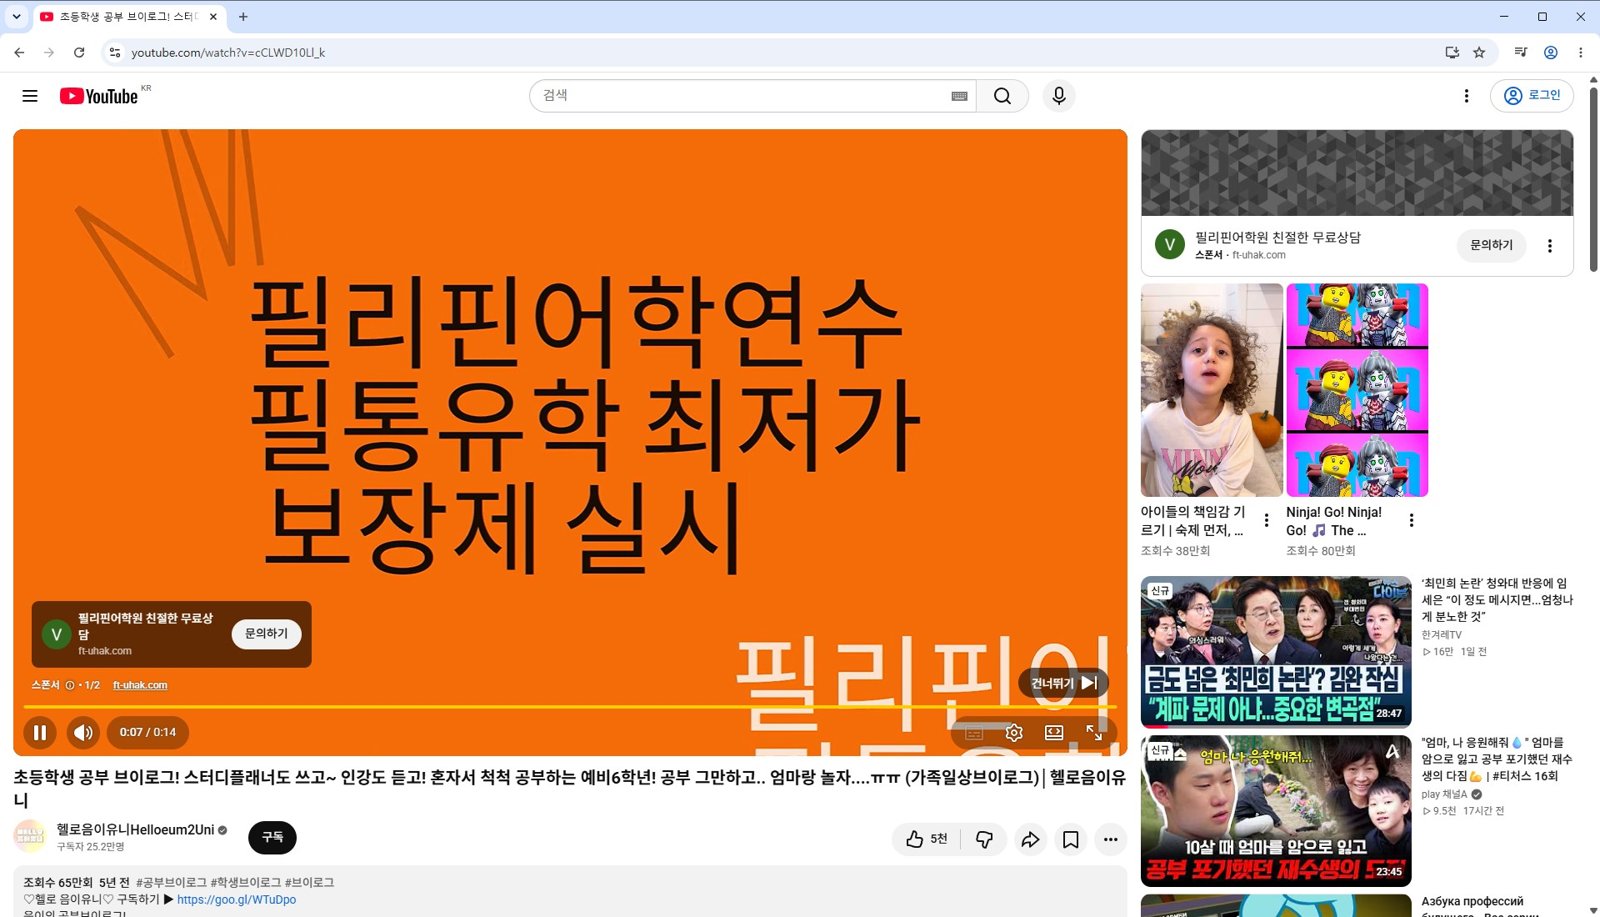 초등학생 공부 브이로그! 스터디
youtube.com/watch?v=cCLWD10Ll_k
YouTube KR
검색
로그인
필리핀어학연수
필통유학 최저가
보장제 실시
V
필리핀어학원 친절한 무료상
담
ft-uhak.com
문의하기
스폰서 · 1/2 ft-uhak.com
필리핀어
건너뛰기
0:07 / 0:14
초등학생 공부 브이로그! 스터디플래너도 쓰고~ 인강도 듣고! 혼자서 척척 공부하는 예비6학년! 공부 그만하고.. 엄마랑 놀자....ㅠㅠ (가족일상브이로그)│헬로음이유
니
헬로음이유니Helloeum2Uni
구독자 25.2만명
구독
5천
조회수 65만회 5년 전 #공부브이로그 #학생브이로그 #브이로그
♡헬로 음이유니♡ 구독하기 ▶ https://goo.gl/WTuDpo
음이의 공부브이로그!
V
필리핀어학원 친절한 무료상담
스폰서 · ft-uhak.com
문의하기
아이들의 책임감 기
르기 | 숙제 먼저, ...
조회수 38만회
Ninja! Go! Ninja!
Go! 🎵 The ...
조회수 80만회
신규
금도 넘은 '최민희 논란'? 김완 작심
"계파 문제 아냐...중요한 변곡점"
28:47
'최민희 논란' 청와대 반응에 임
세은 "이 정도 메시지면...엄청나
게 분노한 것"
한겨레TV
16만 1일 전
신규
엄마, 나 응원해줘...
10살 때 엄마를 암으로 잃고
공부 포기했던 재수생의
23:45
"엄마, 나 응원해줘💧" 엄마를
암으로 잃고 공부 포기했던 재수
생의 다짐💪 | #티처스 16회
play 채널A
9.5천 17시간 전
Азбука профессий